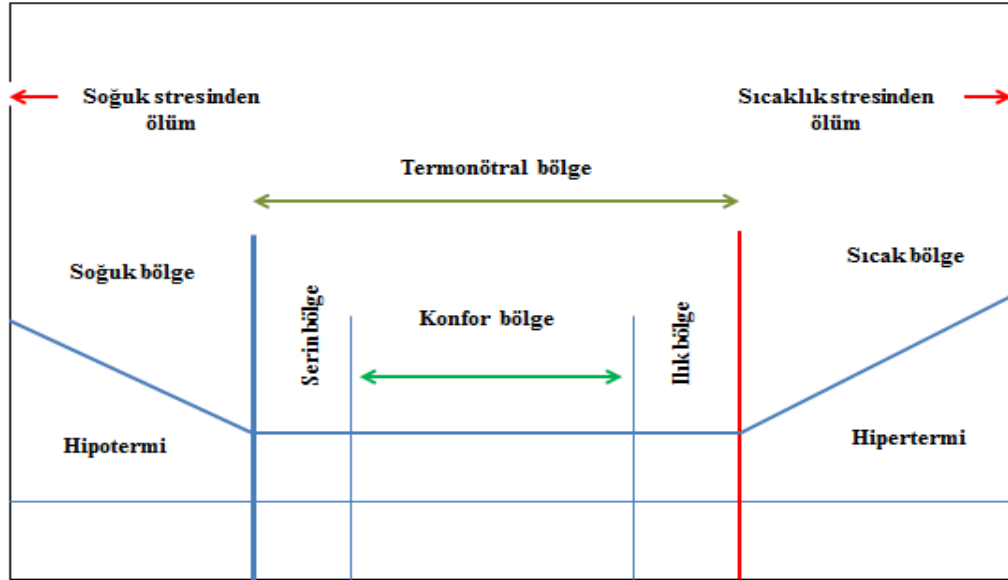 Soğuk stresinden
ölüm
Sıcaklık stresinden
ölüm
Termonötral bölge
Soğuk bölge
Sıcak bölge
Serin bölge
Konfor bölge
Ilık bölge
Hipotermi
Hipertermi